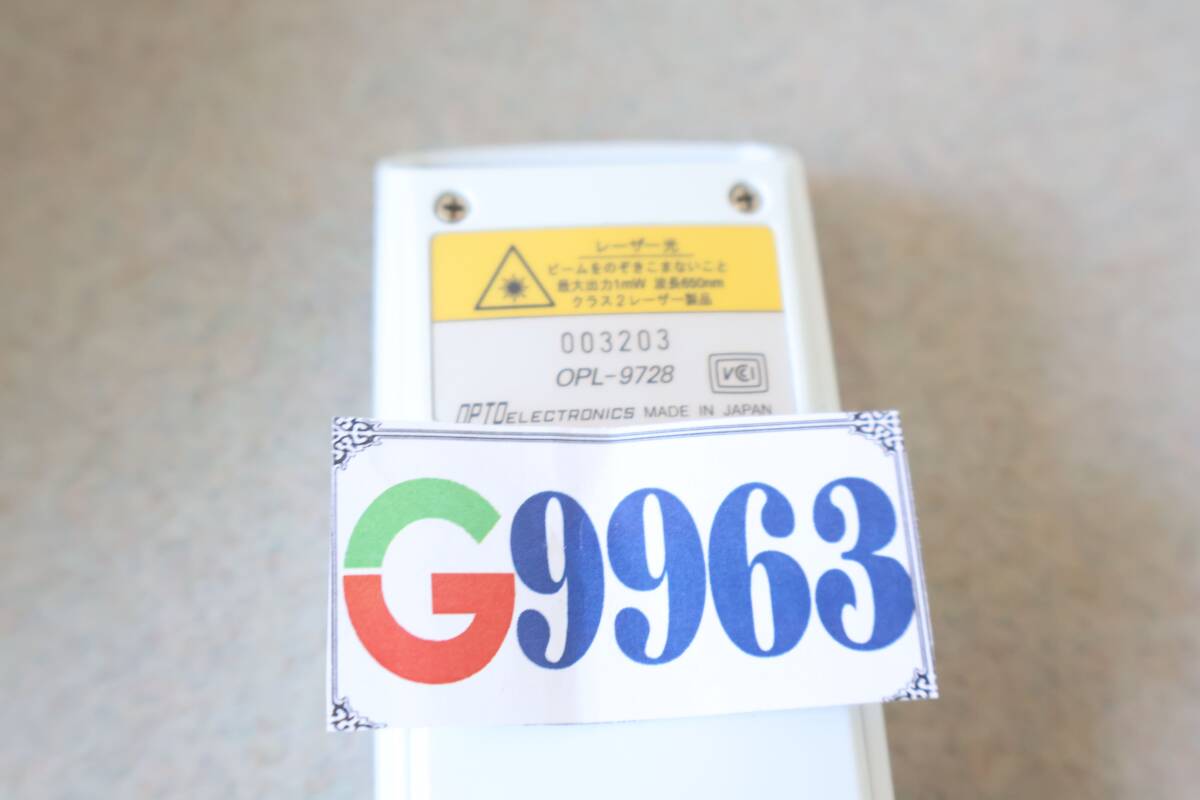 レーザー光
ビームをのぞきこまないこと
最大出力1mW 波長650nm
クラス2レーザー製品
003203
OPL-9728
VCCI
OPTOELECTRONICS MADE IN JAPAN
G9963